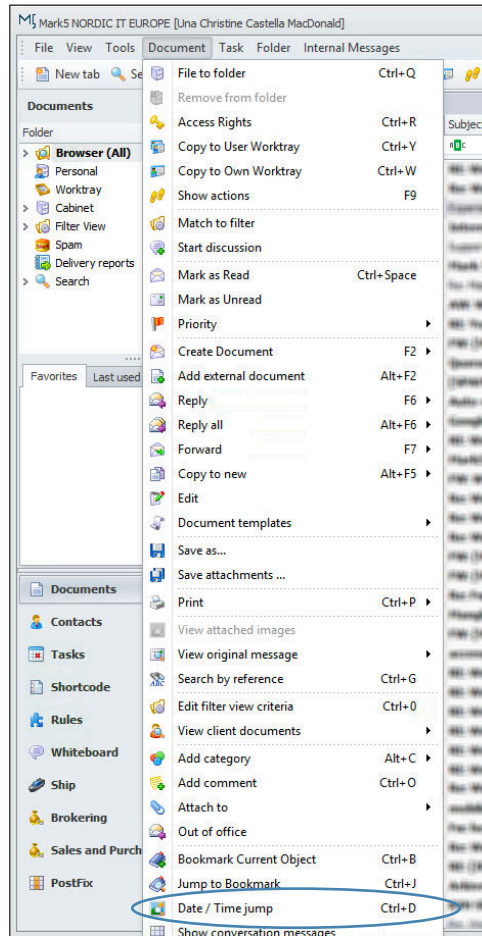 Mark5 NORDIC IT EUROPE [Una Christine Castella MacDonald]
File View Tools Document Task Folder Internal Messages
New tab Se
Documents
Folder
Browser (All)
Personal
Worktray
Cabinet
Filter View
Spam
Delivery reports
Search
Favorites Last used
Documents
Contacts
Tasks
Shortcode
Rules
Whiteboard
Ship
Brokering
Sales and Purch
PostFix
File to folder Ctrl+Q
Remove from folder
Access Rights Ctrl+R
Copy to User Worktray Ctrl+Y
Copy to Own Worktray Ctrl+W
Show actions F9
Match to filter
Start discussion
Mark as Read Ctrl+Space
Mark as Unread
Priority
Create Document F2
Add external document Alt+F2
Reply F6
Reply all Alt+F6
Forward F7
Copy to new Alt+F5
Edit
Document templates
Save as...
Save attachments ...
Print Ctrl+P
View attached images
View original message
Search by reference Ctrl+G
Edit filter view criteria Ctrl+0
View client documents
Add category Alt+C
Add comment Ctrl+O
Attach to
Out of office
Bookmark Current Object Ctrl+B
Jump to Bookmark Ctrl+J
Date / Time jump Ctrl+D
Show conversation messages
Subjec